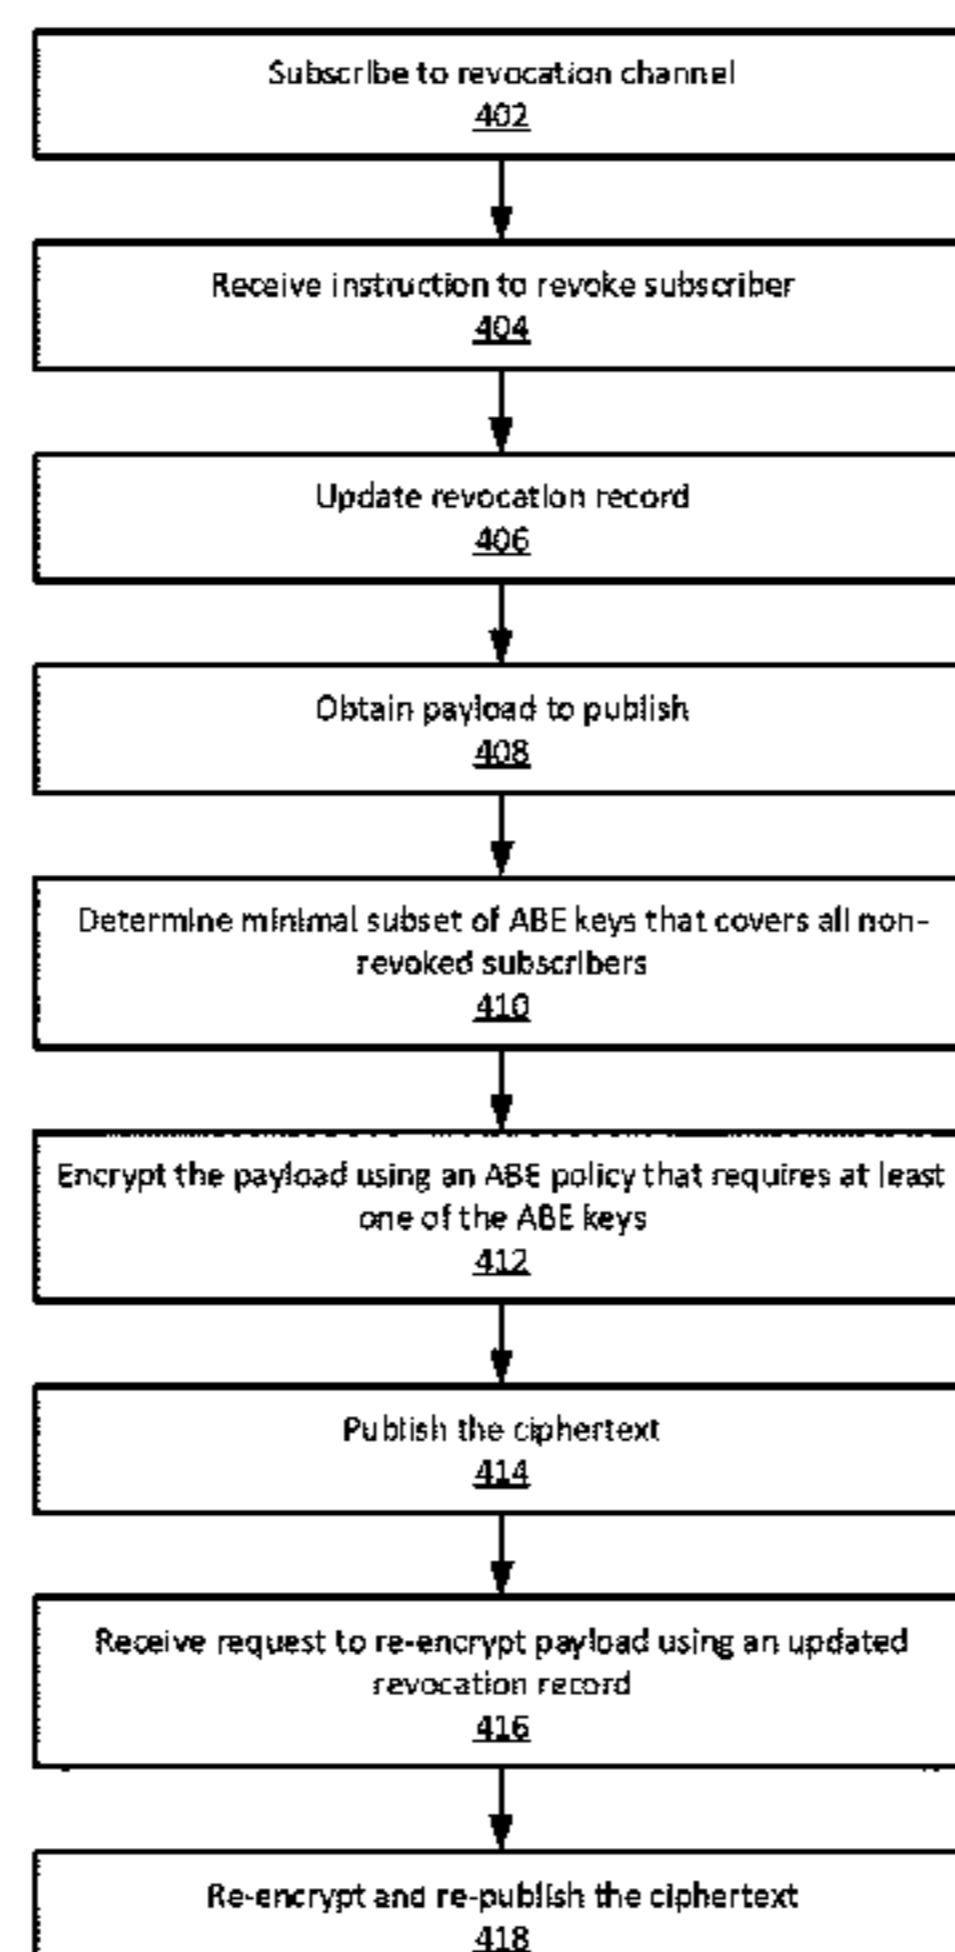 Subscribe to revocation channel
402
Receive instruction to revoke subscriber
404
Update revocation record
406
Obtain payload to publish
408
Determine minimal subset of ABE keys that covers all non-
revoked subscribers
410
Encrypt the payload using an ABE policy that requires at least
one of the ABE keys
412
Publish the ciphertext
414
Receive request to re-encrypt payload using an updated
revocation record
416
Re-encrypt and re-publish the ciphertext
418